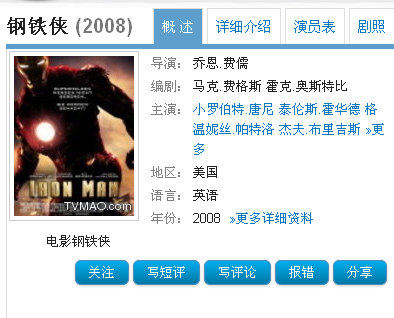 钢铁侠 (2008)
概 述 详细介绍 演员表 剧照
导演： 乔恩.费儒
编剧： 马克.费格斯 霍克.奥斯特比
主演： 小罗伯特.唐尼 泰伦斯.霍华德 格
温妮丝.帕特洛 杰夫.布里吉斯 »更
多
地区： 美国
语言： 英语
年份： 2008 »更多详细资料
IRON MAN
TVMAO.com
电影钢铁侠
关注 写短评 写评论 报错 分享